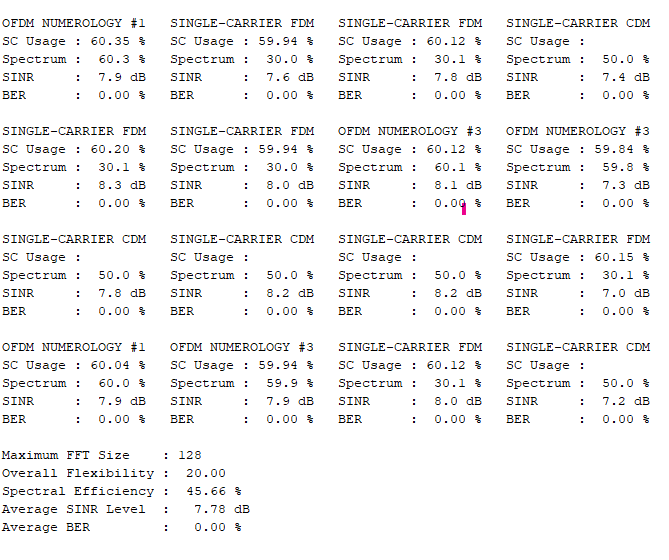 OFDM NUMEROLOGY #1   SINGLE-CARRIER FDM   SINGLE-CARRIER FDM   SINGLE-CARRIER CDM
SC Usage : 60.35 %   SC Usage : 59.94 %   SC Usage : 60.12 %   SC Usage :
Spectrum :  60.3 %   Spectrum :  30.0 %   Spectrum :  30.1 %   Spectrum :  50.0 %
SINR     :  7.9 dB   SINR     :  7.6 dB   SINR     :  7.8 dB   SINR     :  7.4 dB
BER      :  0.00 %   BER      :  0.00 %   BER      :  0.00 %   BER      :  0.00 %
SINGLE-CARRIER FDM   SINGLE-CARRIER FDM   OFDM NUMEROLOGY #3   OFDM NUMEROLOGY #3
SC Usage : 60.20 %   SC Usage : 59.94 %   SC Usage : 60.12 %   SC Usage : 59.84 %
Spectrum :  30.1 %   Spectrum :  30.0 %   Spectrum :  60.1 %   Spectrum :  59.8 %
SINR     :  8.3 dB   SINR     :  8.0 dB   SINR     :  8.1 dB   SINR     :  7.3 dB
BER      :  0.00 %   BER      :  0.00 %   BER      :  0.00 %   BER      :  0.00 %
SINGLE-CARRIER CDM   SINGLE-CARRIER CDM   SINGLE-CARRIER CDM   SINGLE-CARRIER FDM
SC Usage :           SC Usage :           SC Usage :           SC Usage : 60.15 %
Spectrum :  50.0 %   Spectrum :  50.0 %   Spectrum :  50.0 %   Spectrum :  30.1 %
SINR     :  7.8 dB   SINR     :  8.2 dB   SINR     :  8.2 dB   SINR     :  7.0 dB
BER      :  0.00 %   BER      :  0.00 %   BER      :  0.00 %   BER      :  0.00 %
OFDM NUMEROLOGY #1   OFDM NUMEROLOGY #3   SINGLE-CARRIER FDM   SINGLE-CARRIER CDM
SC Usage : 60.04 %   SC Usage : 59.94 %   SC Usage : 60.12 %   SC Usage :
Spectrum :  60.0 %   Spectrum :  59.9 %   Spectrum :  30.1 %   Spectrum :  50.0 %
SINR     :  7.9 dB   SINR     :  7.9 dB   SINR     :  8.0 dB   SINR     :  7.2 dB
BER      :  0.00 %   BER      :  0.00 %   BER      :  0.00 %   BER      :  0.00 %
Maximum FFT Size    : 128
Overall Flexibility :  20.00
Spectral Efficiency :  45.66 %
Average SINR Level  :   7.78 dB
Average BER         :   0.00 %